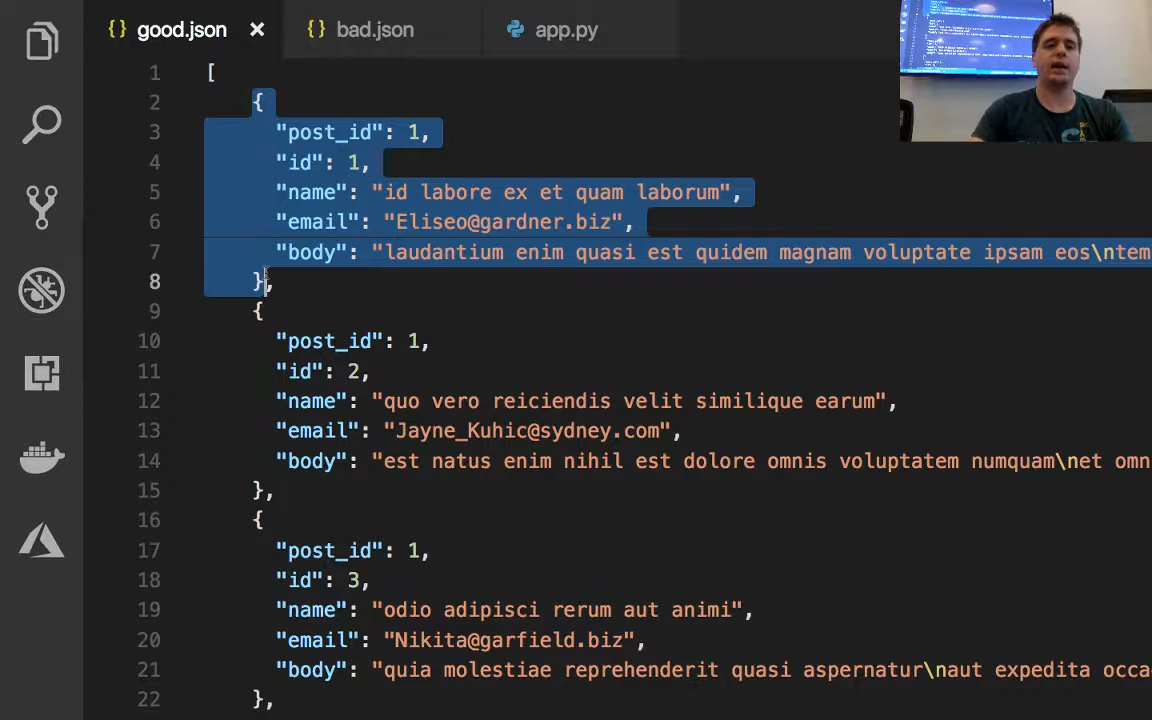 {} good.json × {} bad.json app.py
1 [
2 {
3 "post_id": 1,
4 "id": 1,
5 "name": "id labore ex et quam laborum",
6 "email": "Eliseo@gardner.biz",
7 "body": "laudantium enim quasi est quidem magnam voluptate ipsam eos\ntem
8 },
9 {
10 "post_id": 1,
11 "id": 2,
12 "name": "quo vero reiciendis velit similique earum",
13 "email": "Jayne_Kuhic@sydney.com",
14 "body": "est natus enim nihil est dolore omnis voluptatem numquam\net omn
15 },
16 {
17 "post_id": 1,
18 "id": 3,
19 "name": "odio adipisci rerum aut animi",
20 "email": "Nikita@garfield.biz",
21 "body": "quia molestiae reprehenderit quasi aspernatur\naut expedita occa
22 },